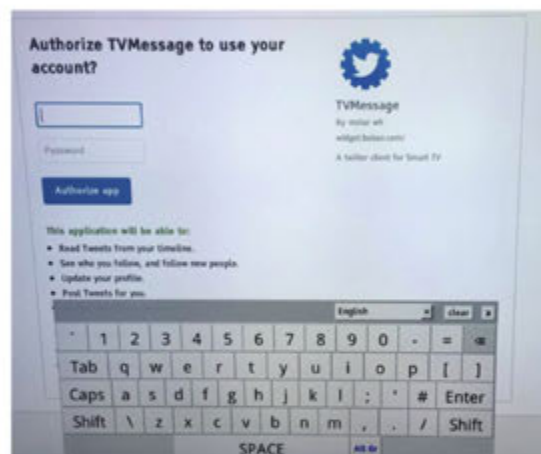 Authorize TVMessage to use your
account?
TVMessage
A twitter client for Smart TV
Password
Authorize app
This application will be able to:
• Read Tweets from your timeline.
• See who you follow, and follow new people.
• Update your profile.
• Post Tweets for you.
English clear x
` 1 2 3 4 5 6 7 8 9 0 - =
Tab q w e r t y u i o p [ ]
Caps a s d f g h j k l ; ' # Enter
Shift \ z x c v b n m , . / Shift
SPACE Alt Gr